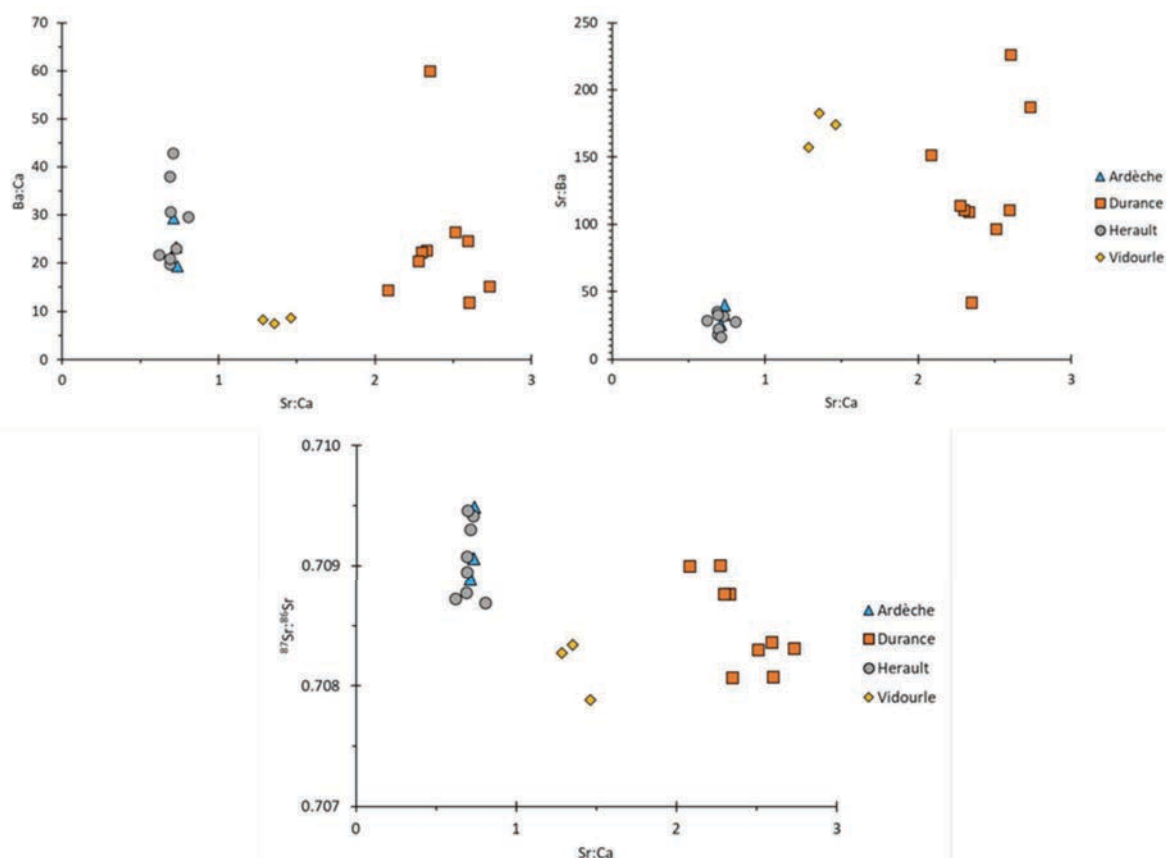 70
60
50
40
30
20
10
0
Ba:Ca
0 1 2 3
Sr:Ca
250
200
150
100
50
0
Sr:Ba
0 1 2 3
Sr:Ca
Ardèche
Durance
Herault
Vidourle
0.710
0.709
0.708
0.707
⁸⁷Sr:⁸⁶Sr
0 1 2 3
Sr:Ca
Ardèche
Durance
Herault
Vidourle